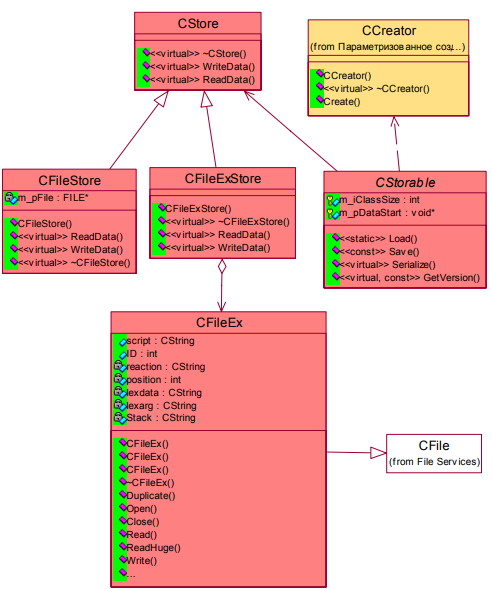 CStore
<<virtual>> ~CStore()
<<virtual>> WriteData()
<<virtual>> ReadData()
CCreator
(from Параметризованное соз...)
CCreator()
<<virtual>> ~CCreator()
Create()
CFileStore
m_pFile : FILE*
CFileStore()
<<virtual>> ReadData()
<<virtual>> WriteData()
<<virtual>> ~CFileStore()
CFileExStore
CFileExStore()
<<virtual>> ~CFileExStore()
<<virtual>> ReadData()
<<virtual>> WriteData()
CStorable
m_iClassSize : int
m_pDataStart : void*
<<static>> Load()
<<const>> Save()
<<virtual>> Serialize()
<<virtual, const>> GetVersion()
CFileEx
script : CString
ID : int
reaction : CString
position : int
lexdata : CString
lexarg : CString
Stack : CString
CFileEx()
CFileEx()
CFileEx()
~CFileEx()
Duplicate()
Open()
Close()
Read()
ReadHuge()
Write()
...
CFile
(from File Services)